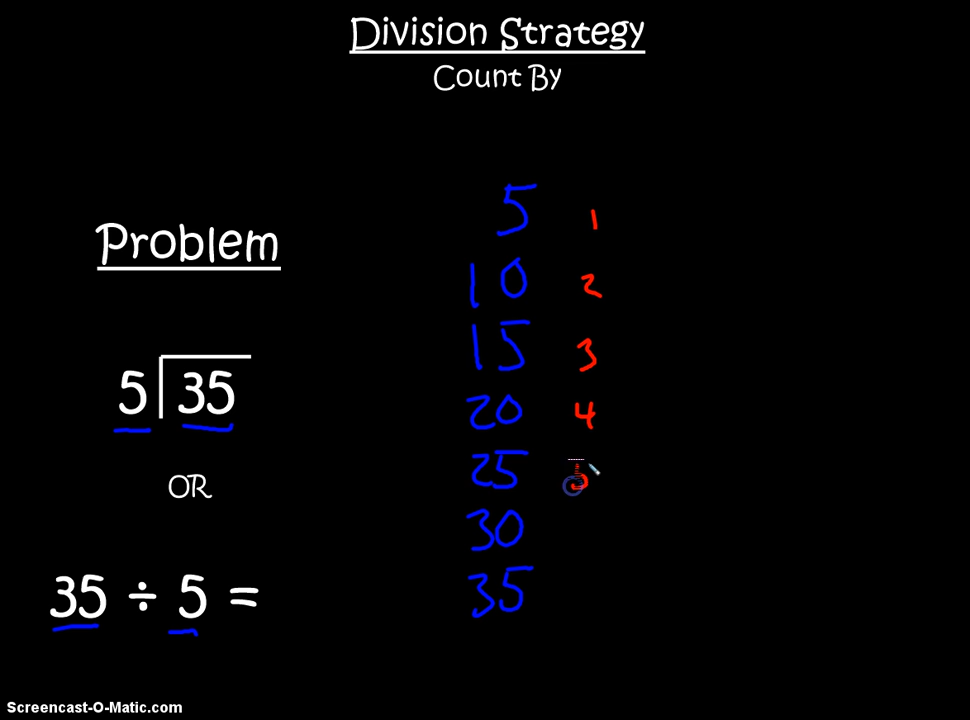 Division Strategy
Count By
Problem
5 35
OR
35 ÷ 5 =
5 1
10 2
15 3
20 4
25 5
30
35
Screencast-O-Matic.com